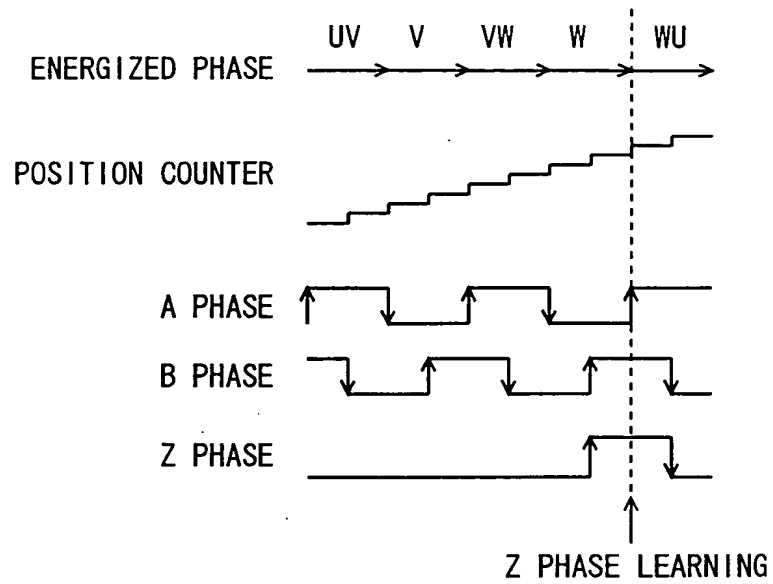 UV V VW W WU
ENERGIZED PHASE
POSITION COUNTER
A PHASE
B PHASE
Z PHASE
Z PHASE LEARNING